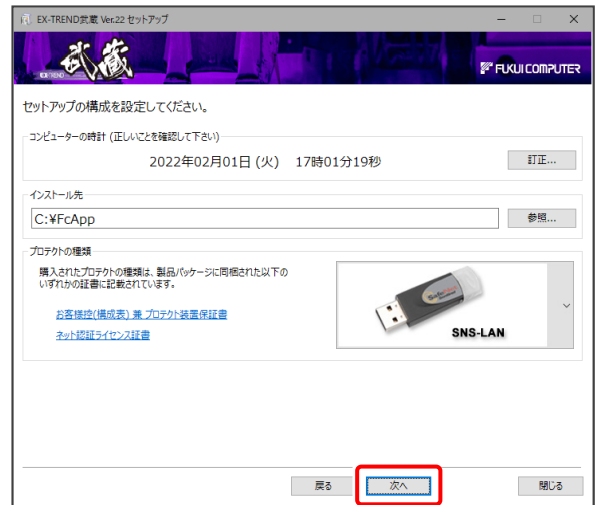 EX-TREND武蔵 Ver.22 セットアップ
EX-TREND 武蔵
FUKUI COMPUTER
セットアップの構成を設定してください。
コンピューターの時計 (正しいことを確認して下さい)
2022年02月01日 (火) 17時01分19秒
訂正...
インストール先
C:¥FcApp
参照...
プロテクトの種類
購入されたプロテクトの種類は、製品パッケージに同梱された以下の
いずれかの証書に記載されています。
お客様控(構成表) 兼 プロテクト装置保証書
ネット認証ライセンス証書
SNS-LAN
戻る
次へ
閉じる